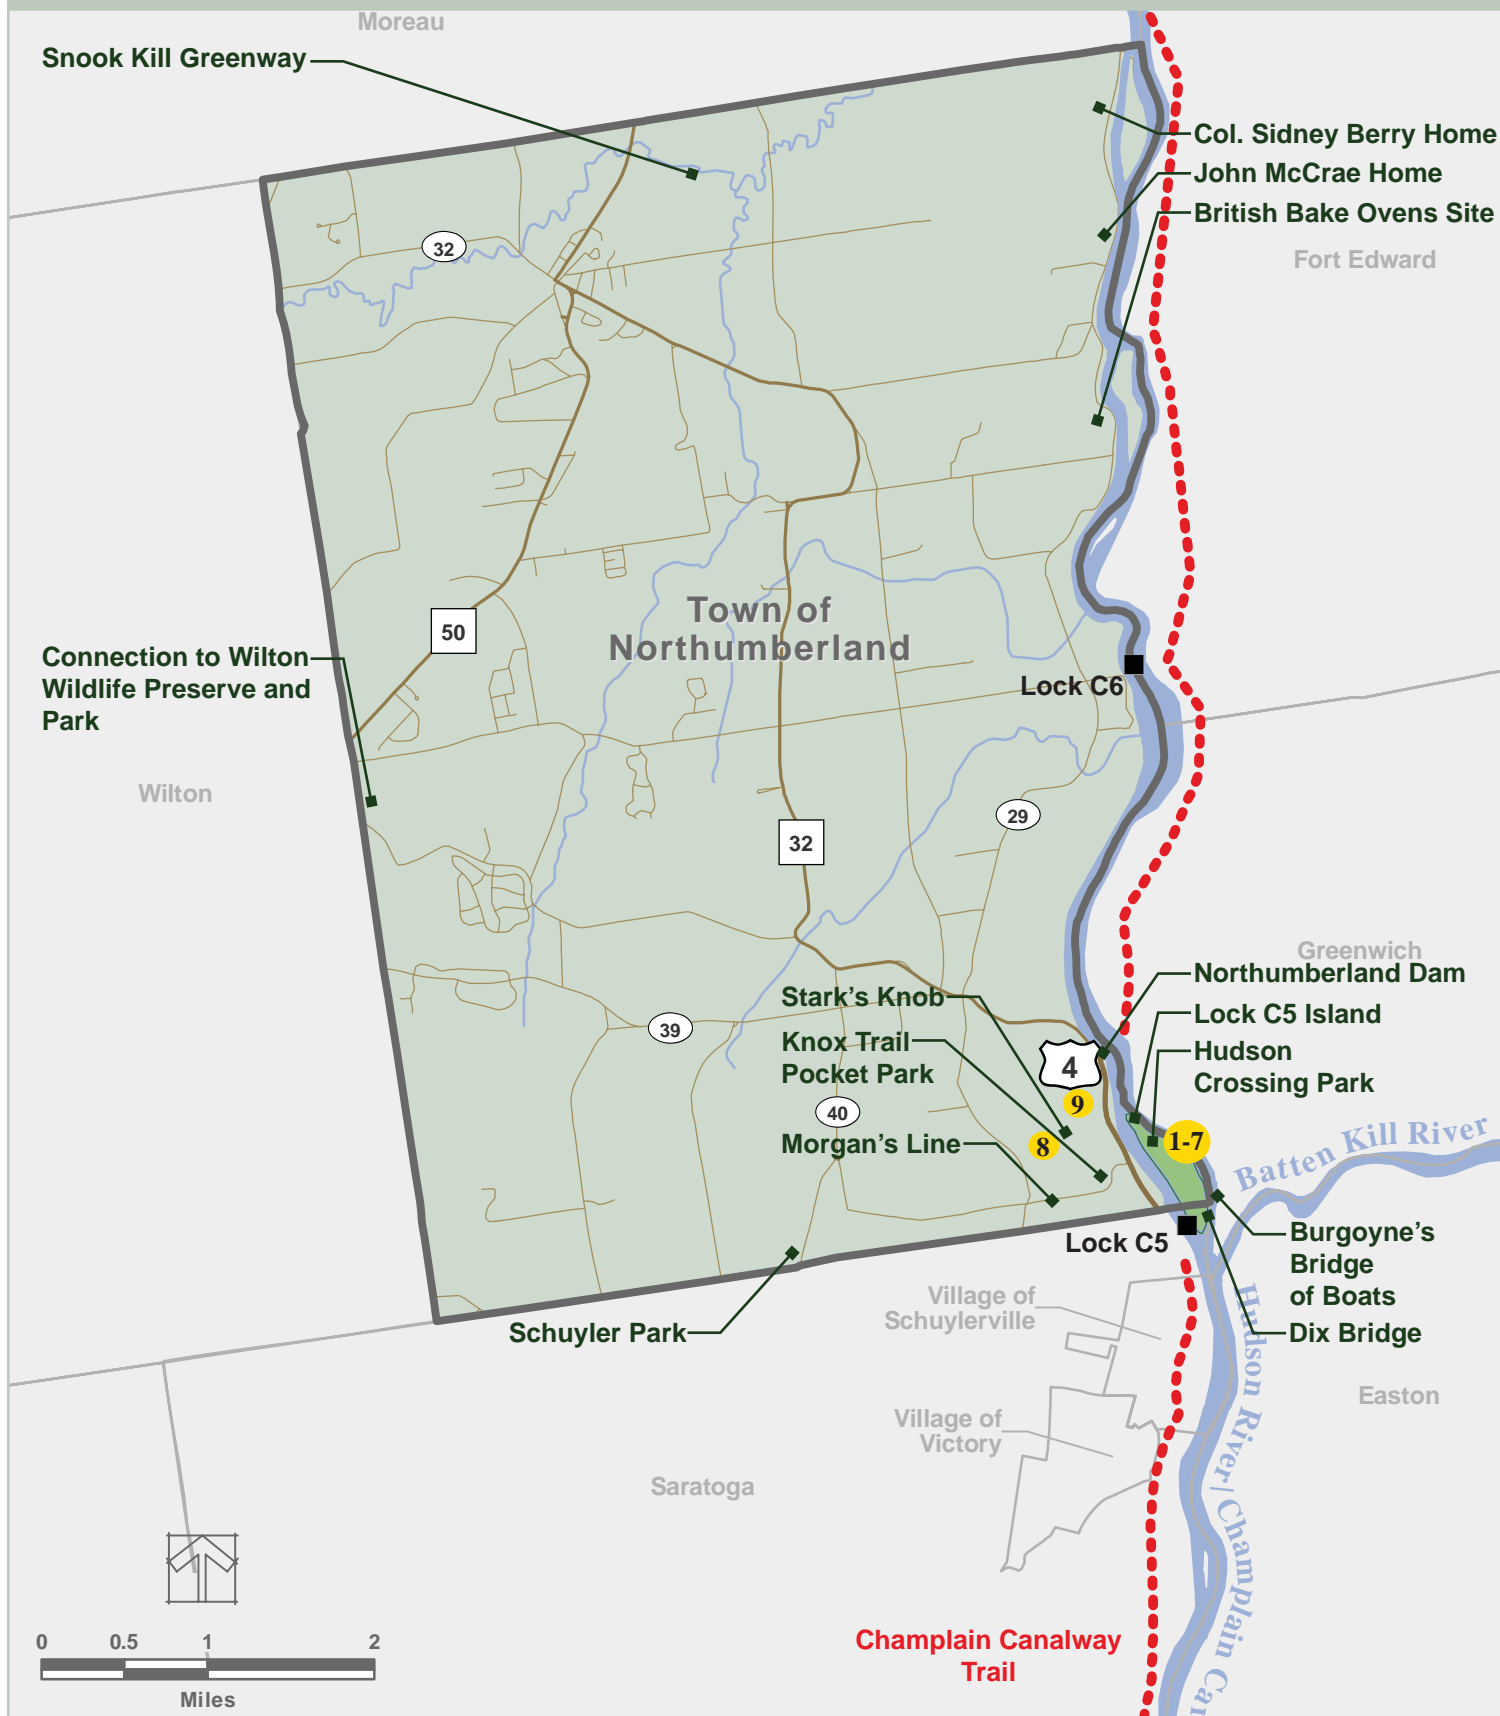 Moreau
Snook Kill Greenway
Col. Sidney Berry Home
John McCrae Home
British Bake Ovens Site
32
Fort Edward
Town of
Northumberland
50
Connection to Wilton
Wildlife Preserve and
Park
Lock C6
Wilton
29
32
Greenwich
Northumberland Dam
Stark's Knob
Lock C5 Island
39
Knox Trail
Pocket Park
4
Hudson
Crossing Park
9
40
Morgan's Line
8
1-7
Batten Kill River
Lock C5
Burgoyne's
Bridge
of Boats
Village of
Schuylerville
Schuyler Park
Dix Bridge
Hudson River/Champlain Ca
Easton
Village of
Victory
Saratoga
Champlain Canalway
Trail
0 0.5 1 2
Miles